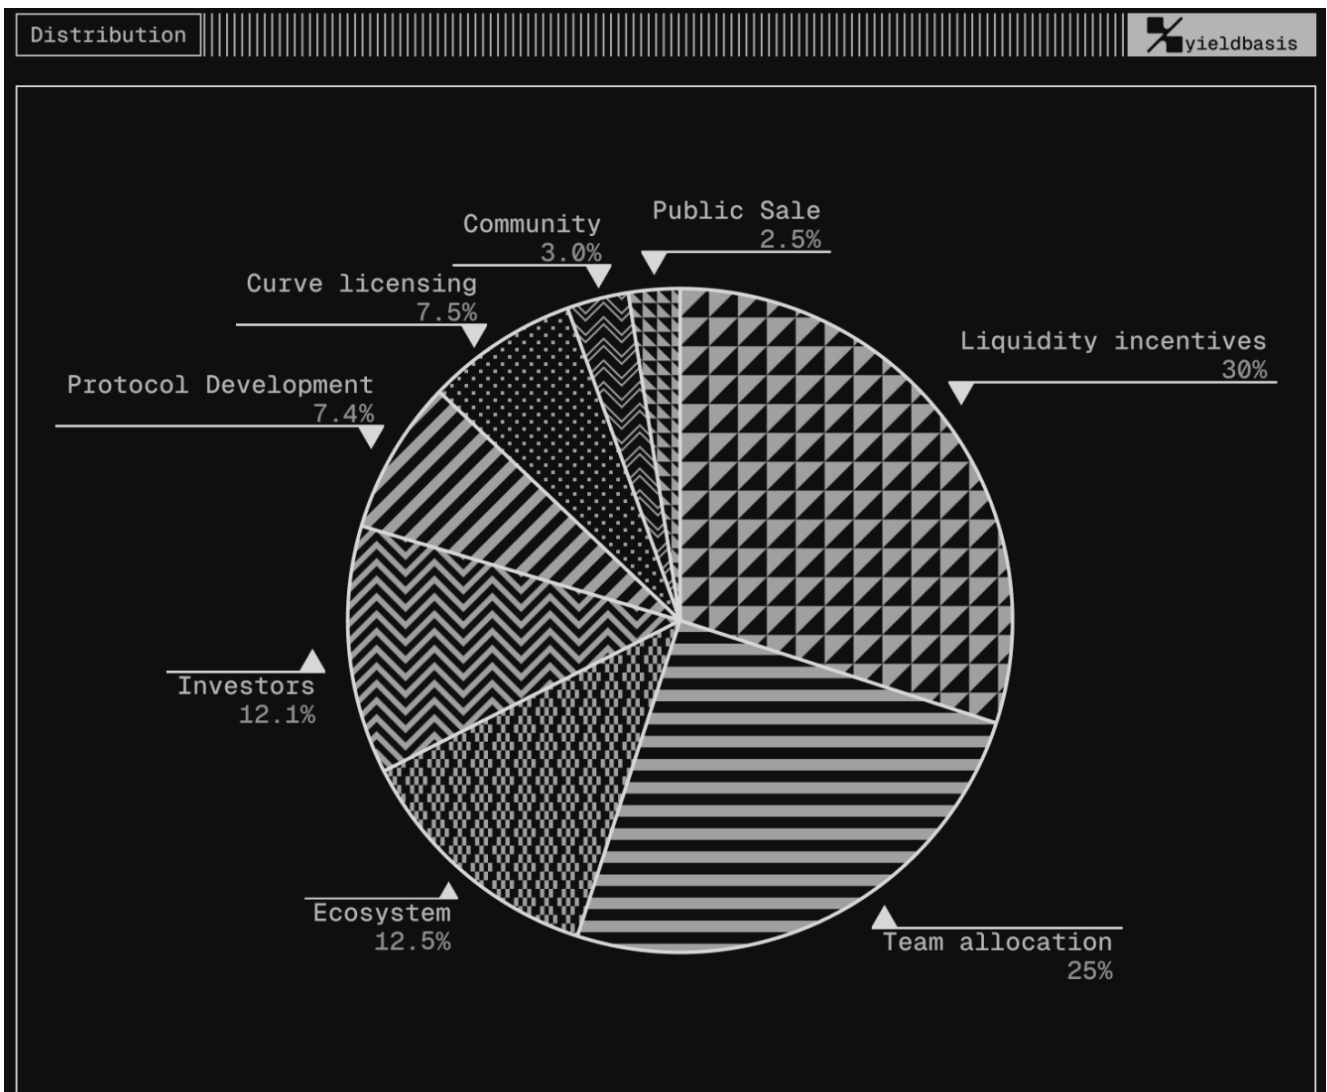 Distribution
yieldbasis
Public Sale
2.5%
Community
3.0%
Curve licensing
7.5%
Liquidity incentives
30%
Protocol Development
7.4%
Investors
12.1%
Ecosystem
12.5%
Team allocation
25%